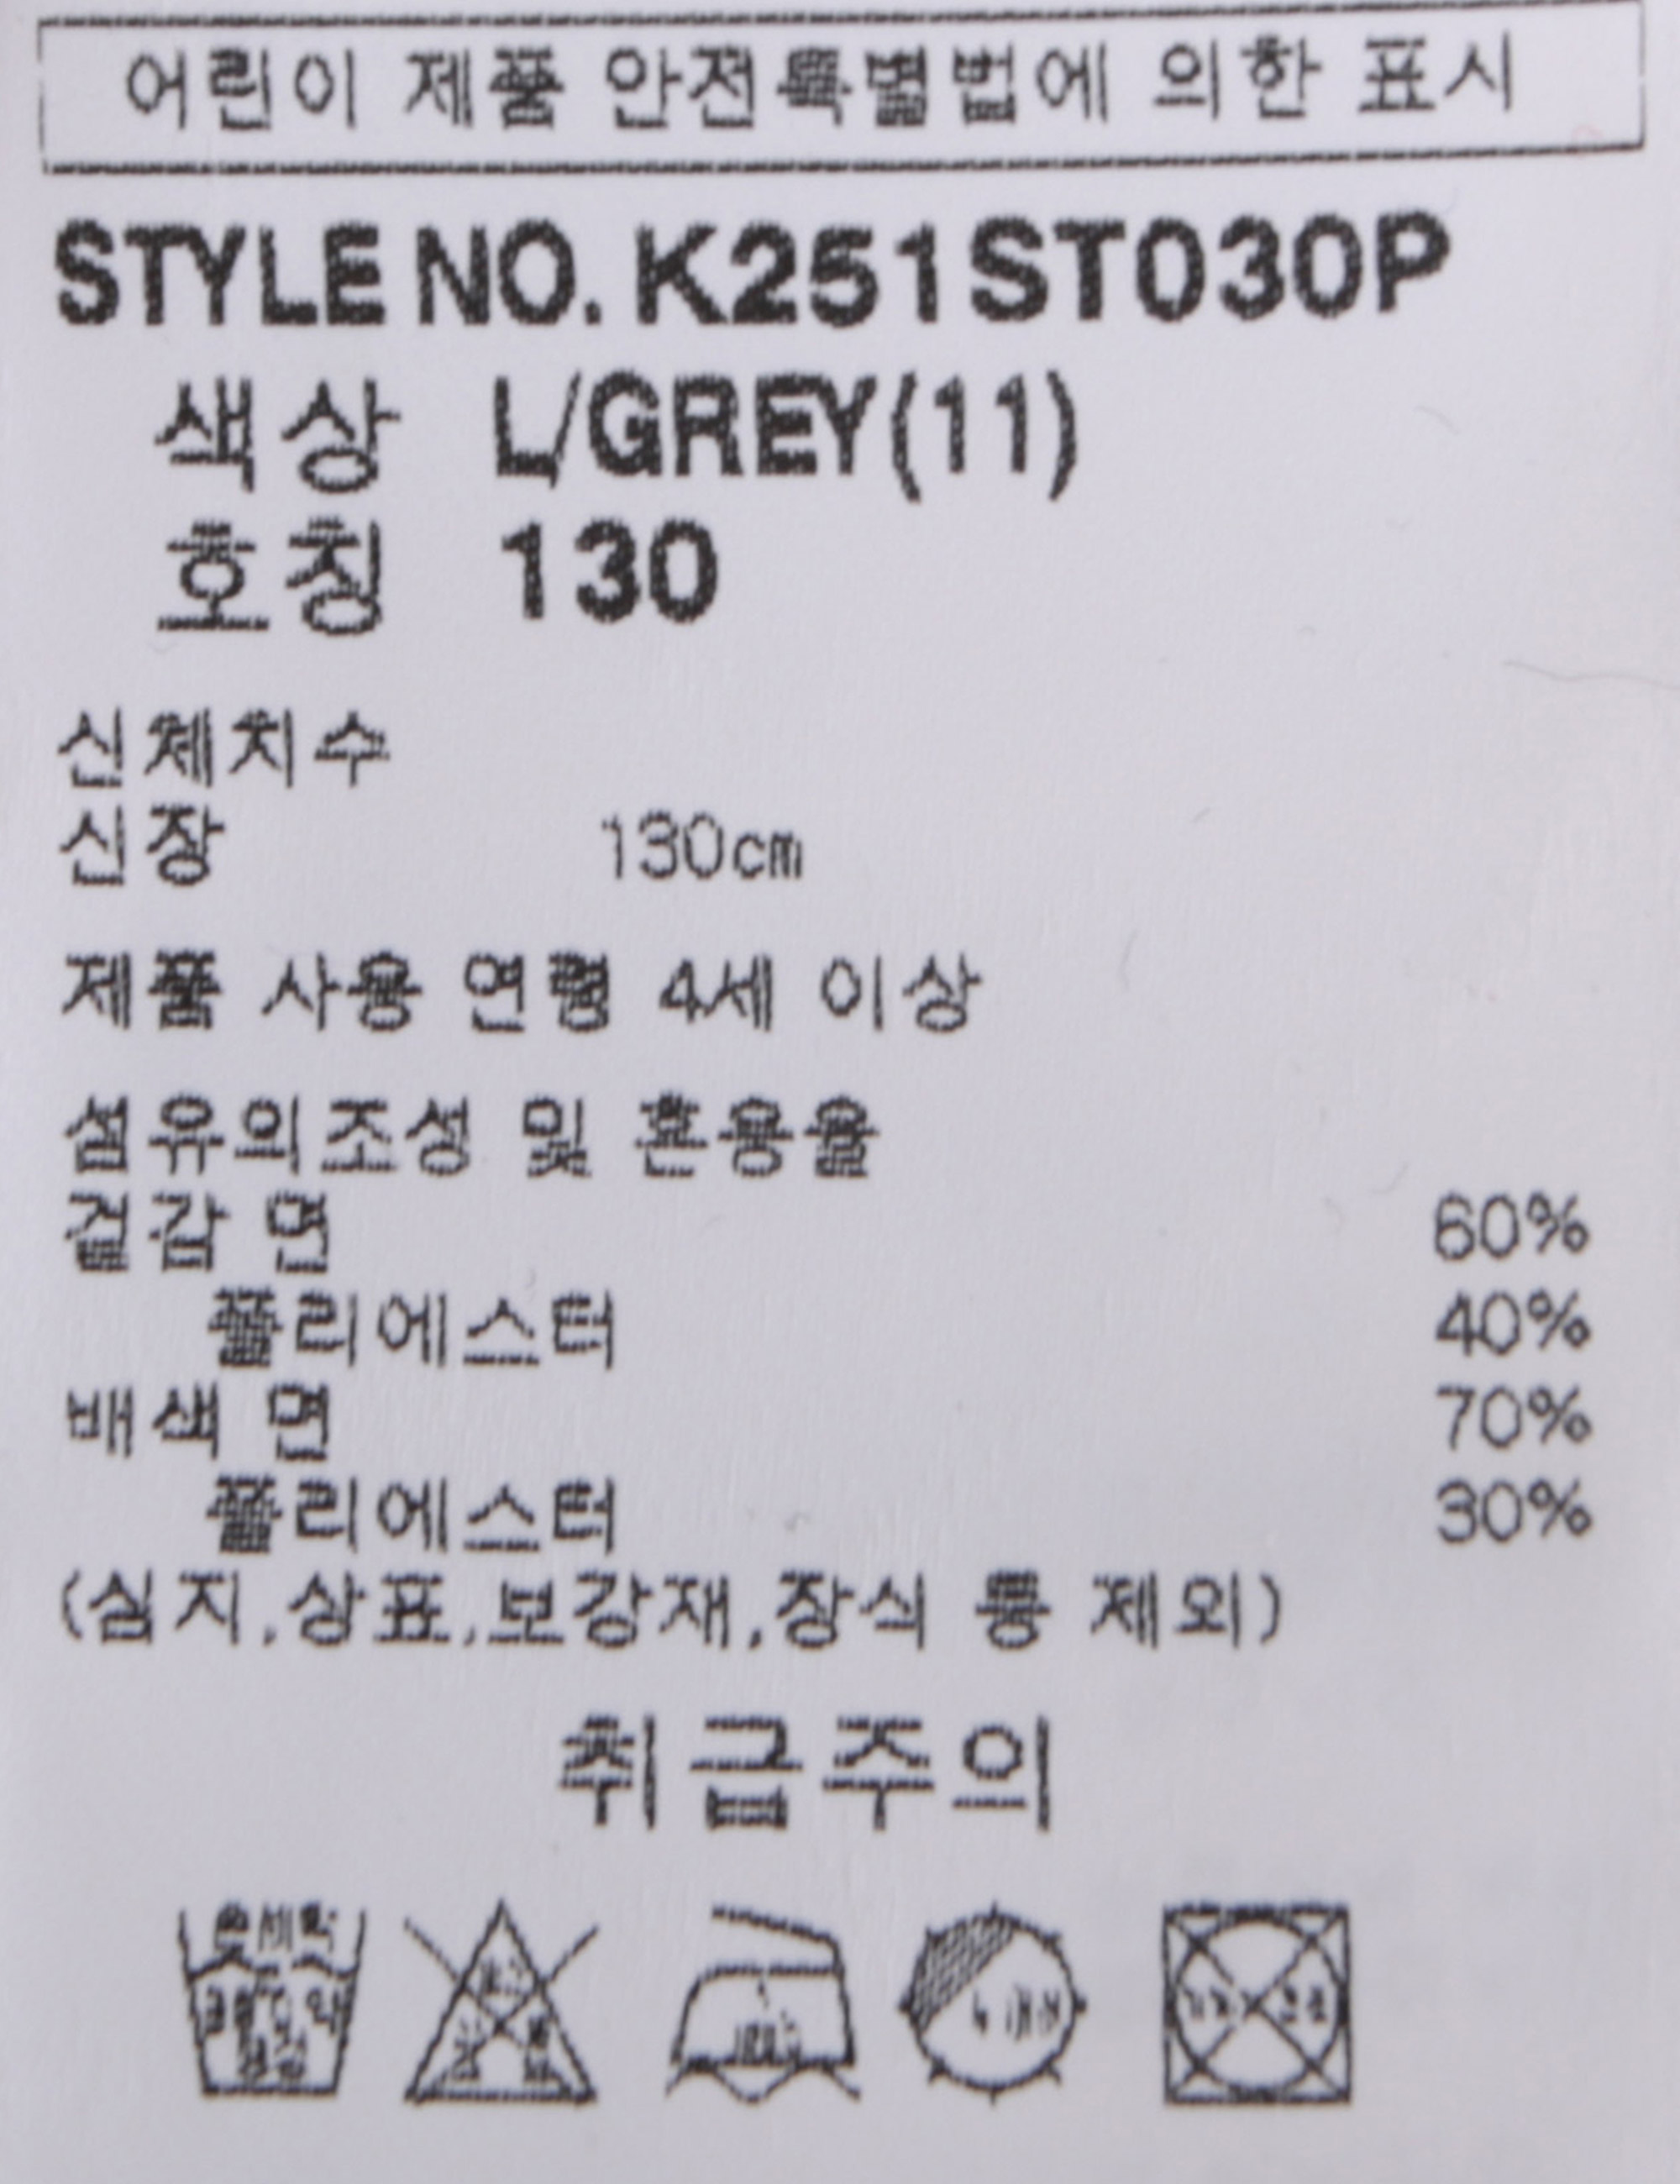 어린이 제품 안전특별법에 의한 표시
STYLE NO. K251ST030P
색상 L/GREY(11)
호칭 130
신체치수
신장 130cm
제품 사용 연령 4세 이상
섬유의조성 및 혼용율
겉감 면 60%
폴리에스터 40%
배색 면 70%
폴리에스터 30%
(심지,상표,보강재,장식 등 제외)
취급주의
손세탁